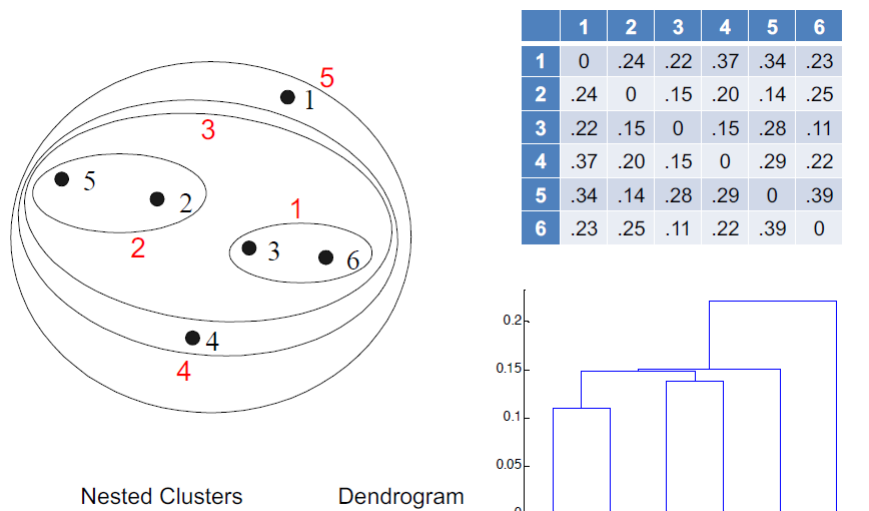 5
1
3
5
2
1
2
3
6
4
4
Nested Clusters
Dendrogram
1 2 3 4 5 6
1 0 .24 .22 .37 .34 .23
2 .24 0 .15 .20 .14 .25
3 .22 .15 0 .15 .28 .11
4 .37 .20 .15 0 .29 .22
5 .34 .14 .28 .29 0 .39
6 .23 .25 .11 .22 .39 0
0.2
0.15
0.1
0.05
0